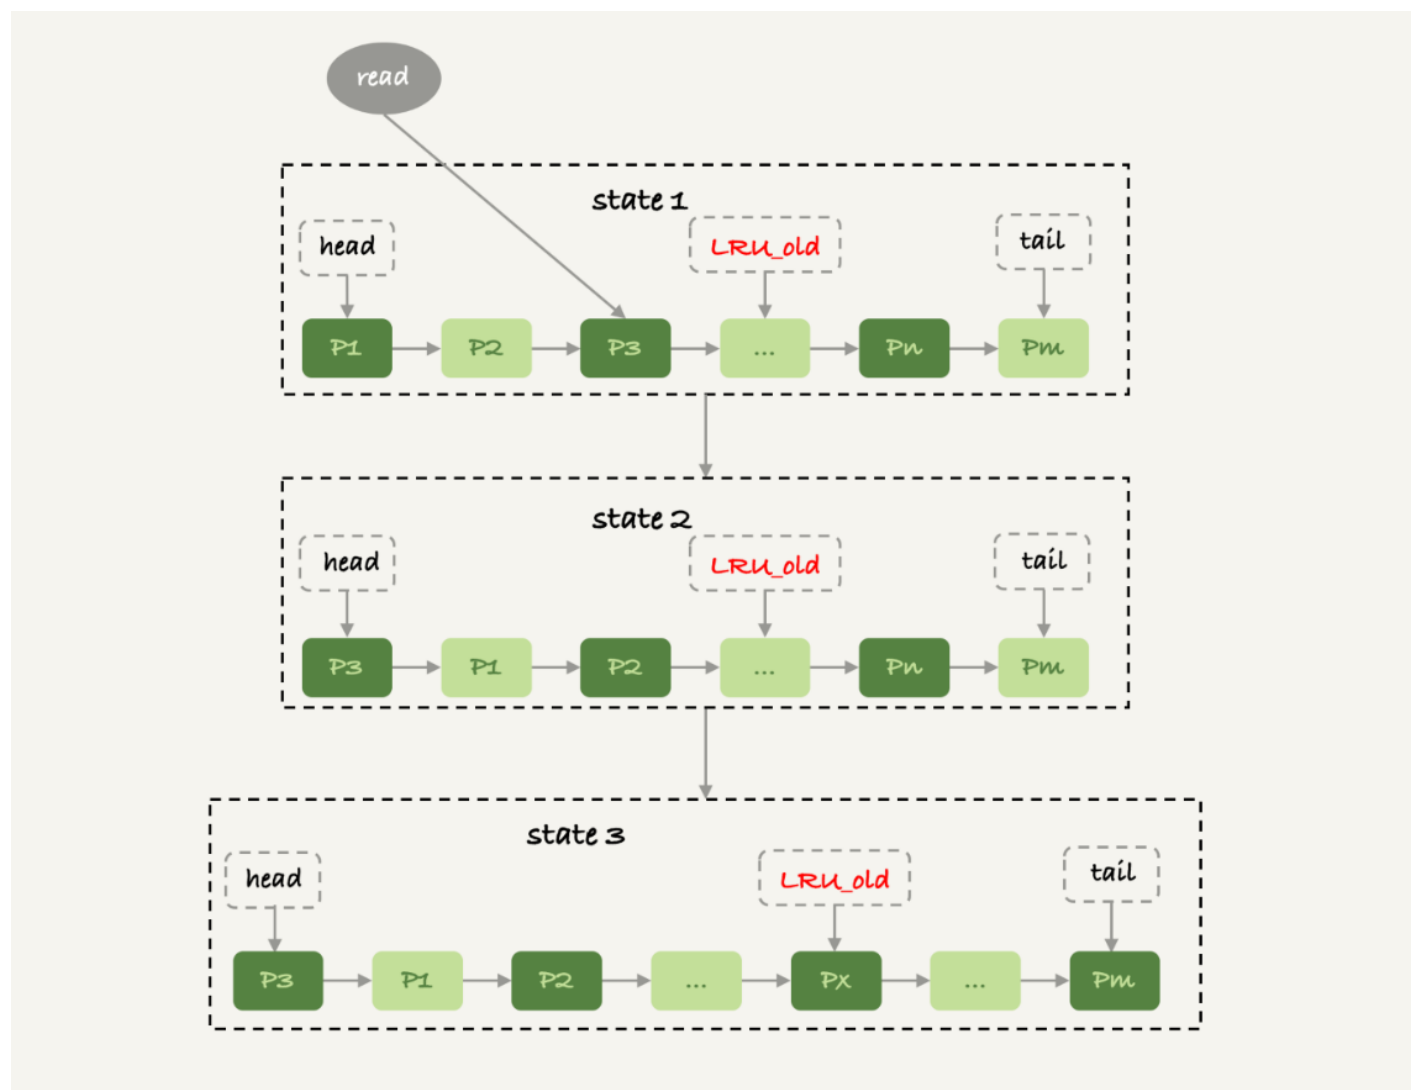 read
state 1
head
LRU_old
tail
P1
P2
P3
...
Pn
Pm
state 2
head
LRU_old
tail
P3
P1
P2
...
Pn
Pm
state 3
head
LRU_old
tail
P3
P1
P2
...
Px
...
Pm